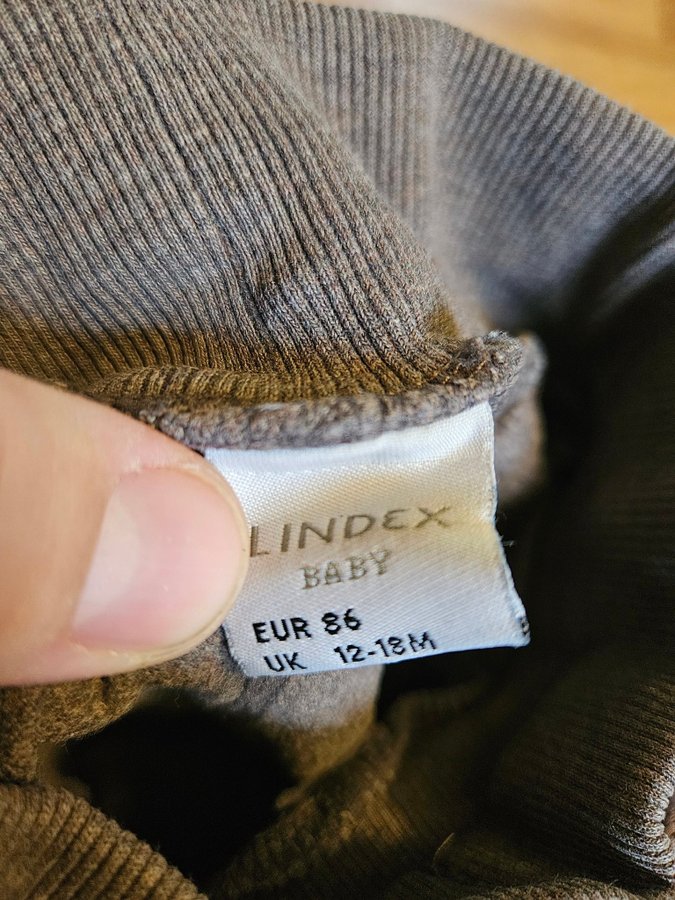 LINDEX
BABY
EUR 86
UK 12-18M